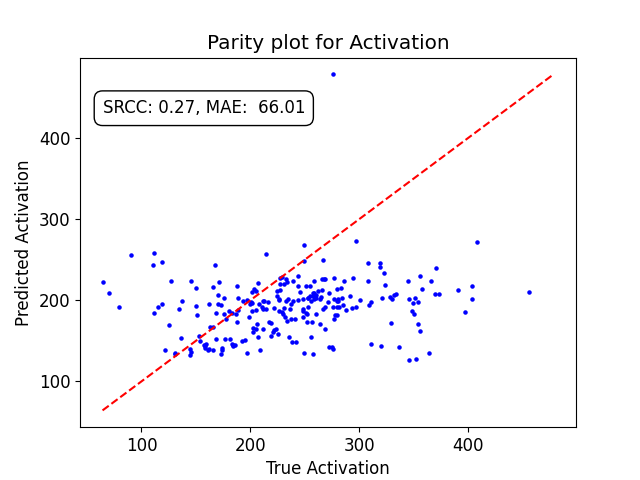 Parity plot for Activation
SRCC: 0.27, MAE:  66.01
Predicted Activation
400
300
200
100
100 200 300 400
True Activation